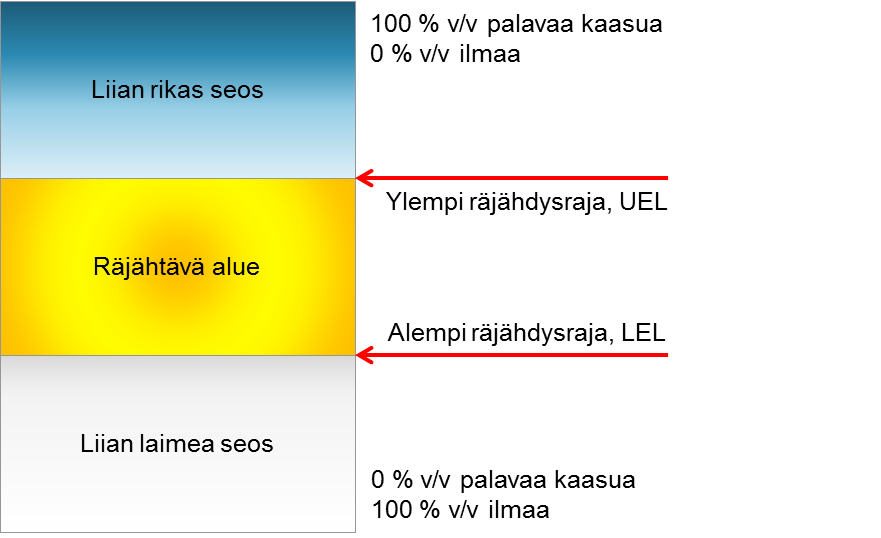 100 % v/v palavaa kaasua
0 % v/v ilmaa
Liian rikas seos
Ylempi räjähdysraja, UEL
Räjähtävä alue
Alempi räjähdysraja, LEL
Liian laimea seos
0 % v/v palavaa kaasua
100 % v/v ilmaa